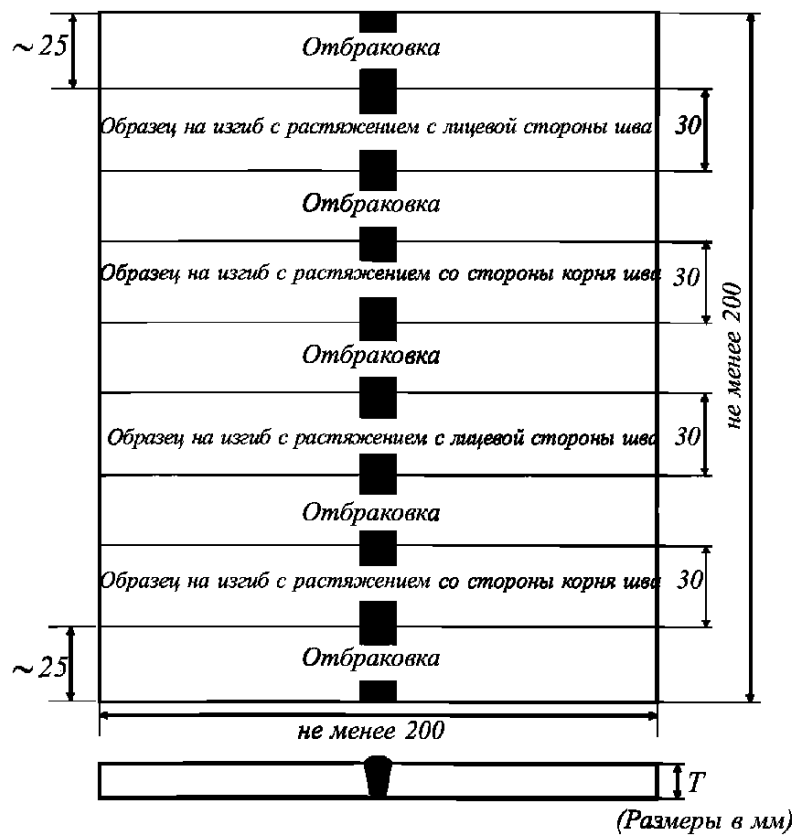 ~25
Отбраковка
Образец на изгиб с растяжением с лицевой стороны шва 30
Отбраковка
Образец на изгиб с растяжением со стороны корня шва 30
Отбраковка
не менее 200
Образец на изгиб с растяжением с лицевой стороны шва 30
Отбраковка
Образец на изгиб с растяжением со стороны корня шва 30
~25
Отбраковка
не менее 200
T
(Размеры в мм)